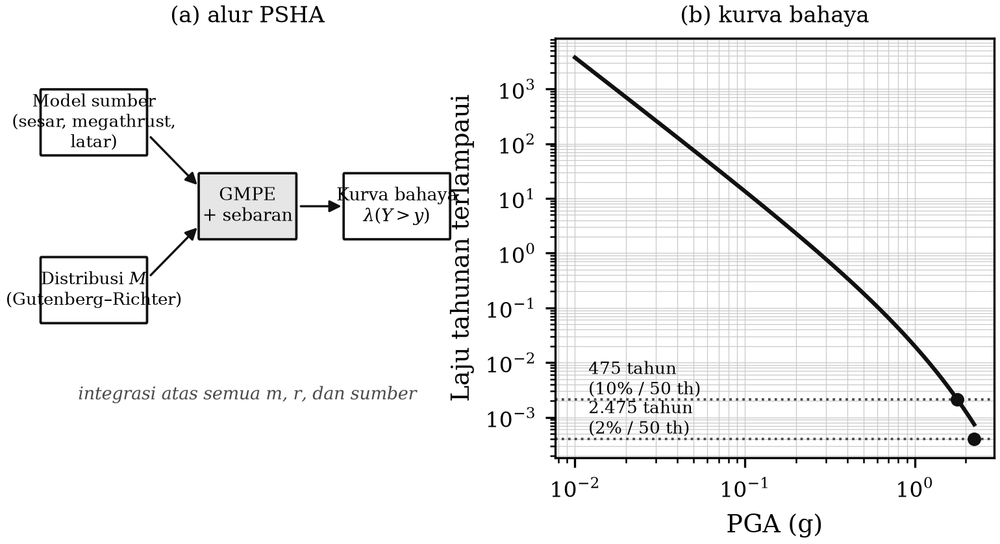 (a) alur PSHA
Model sumber
(sesar, megathrust,
latar)
GMPE
+ sebaran
Kurva bahaya
λ(Y > y)
Distribusi M
(Gutenberg–Richter)
integrasi atas semua m, r, dan sumber
(b) kurva bahaya
Laju tahunan terlampaui
10³
10²
10¹
10⁰
10⁻¹
10⁻²
10⁻³
475 tahun
(10% / 50 th)
2.475 tahun
(2% / 50 th)
10⁻² 10⁻¹ 10⁰
PGA (g)